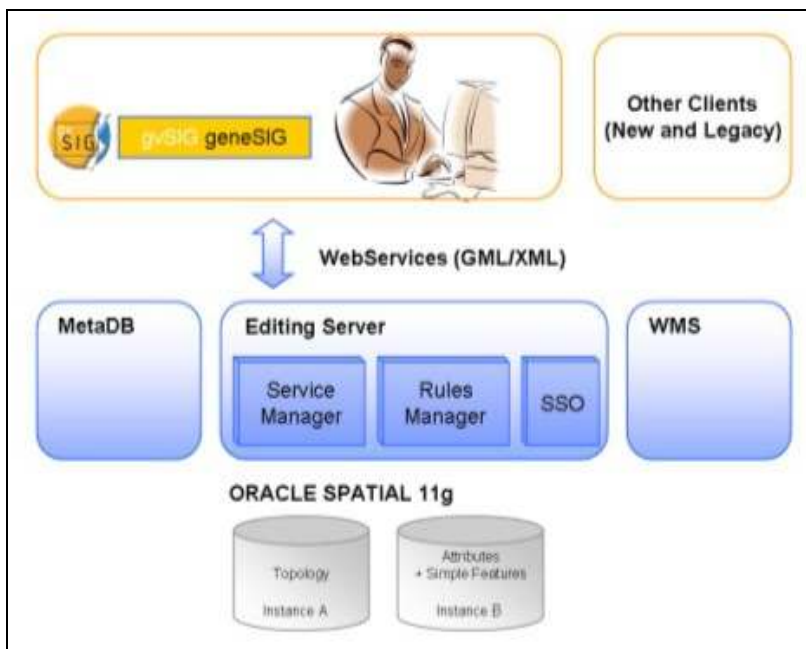 Other Clients
(New and Legacy)
SIG
gvSIG geneSIG
WebServices (GML/XML)
MetaDB
Editing Server
WMS
Service
Manager
Rules
Manager
SSO
ORACLE SPATIAL 11g
Topology
Instance A
Attributes
+ Simple Features
Instance B